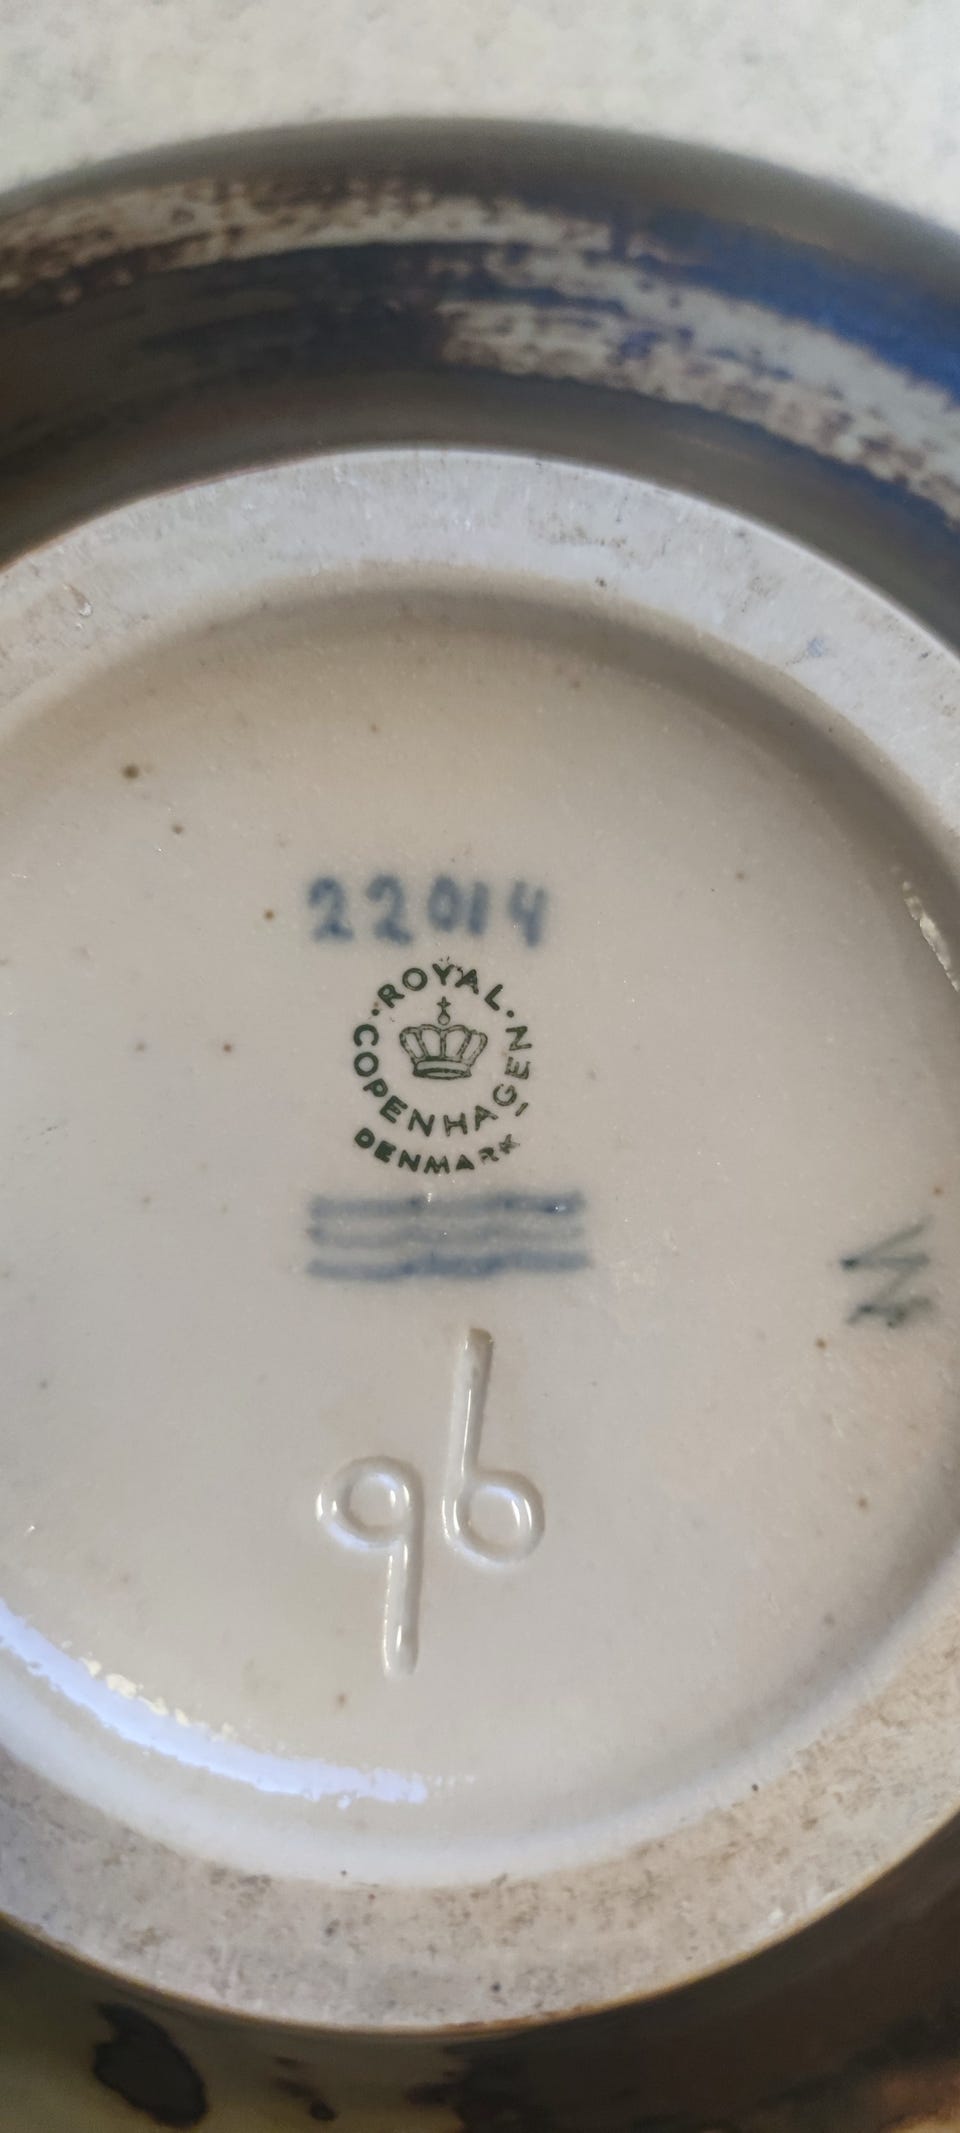 22014
ROYAL
COPENHAGEN
DENMARK
96